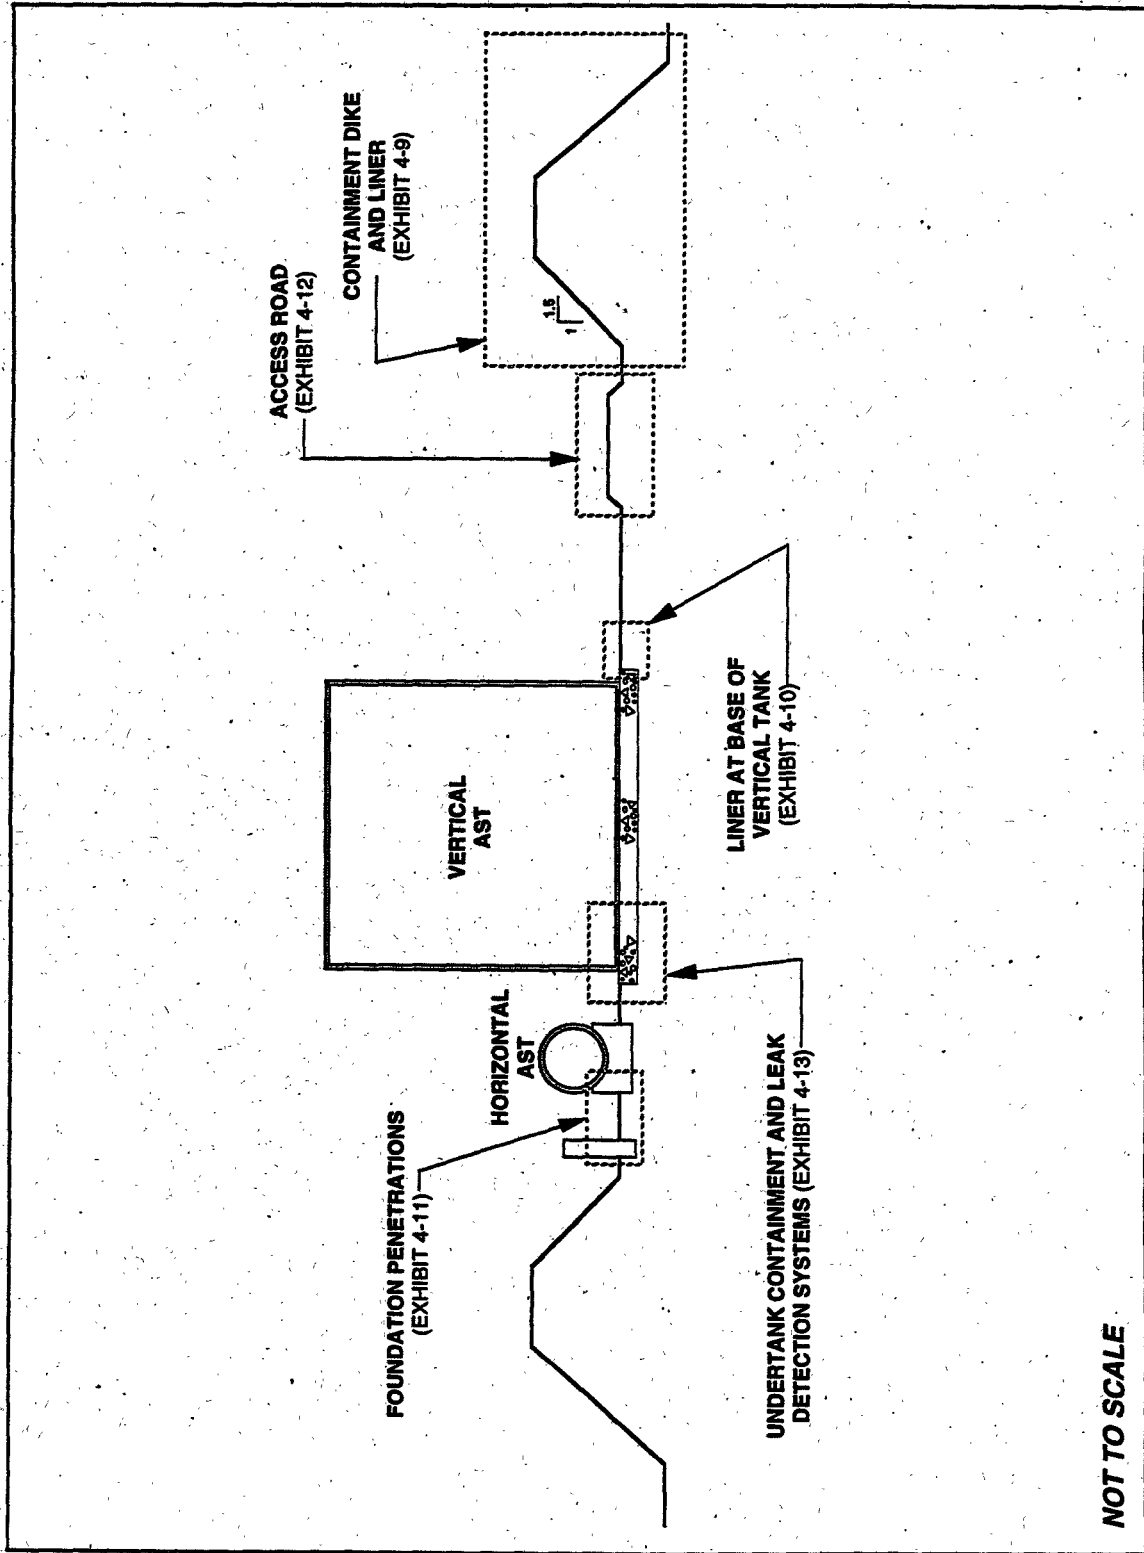 ACCESS ROAD
(EXHIBIT 4-12)
CONTAINMENT DIKE
AND LINER
(EXHIBIT 4-9)
FOUNDATION PENETRATIONS
(EXHIBIT 4-11)
HORIZONTAL
AST
VERTICAL
AST
1.5
1
UNDERTANK CONTAINMENT AND LEAK
DETECTION SYSTEMS (EXHIBIT 4-13)
LINER AT BASE OF
VERTICAL TANK
(EXHIBIT 4-10)
NOT TO SCALE